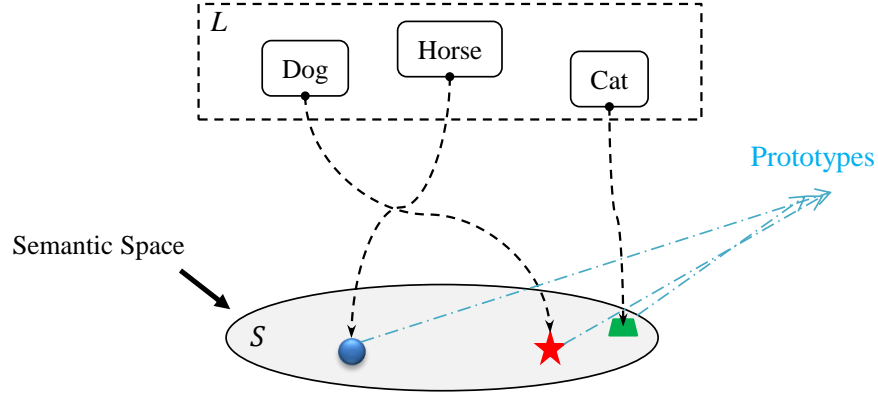 L
Dog
Horse
Cat
Prototypes
Semantic Space
S